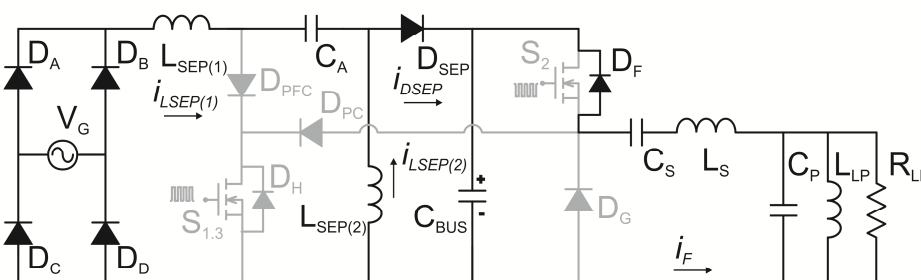 D_A
D_B
L_SEP(1)
i_LSEP(1)
V_G
D_C
D_D
D_PFC
D_PC
D_H
S_1.3
C_A
D_SEP
i_DSEP
i_LSEP(2)
L_SEP(2)
C_BUS
+
-
S_2
D_F
D_G
C_S
L_S
i_F
C_P
L_LP